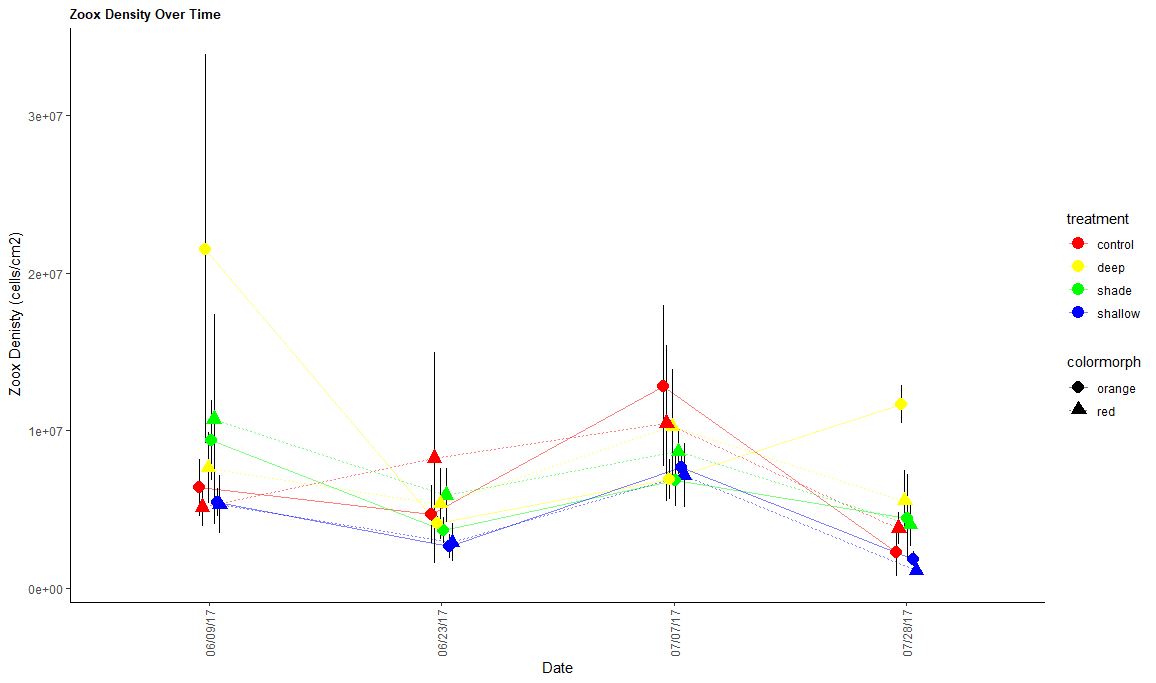 Zoox Density Over Time
Zoox Denisty (cells/cm2)
3e+07
2e+07
1e+07
0e+00
06/09/17
06/23/17
07/07/17
07/28/17
Date
treatment
control
deep
shade
shallow
colormorph
orange
red